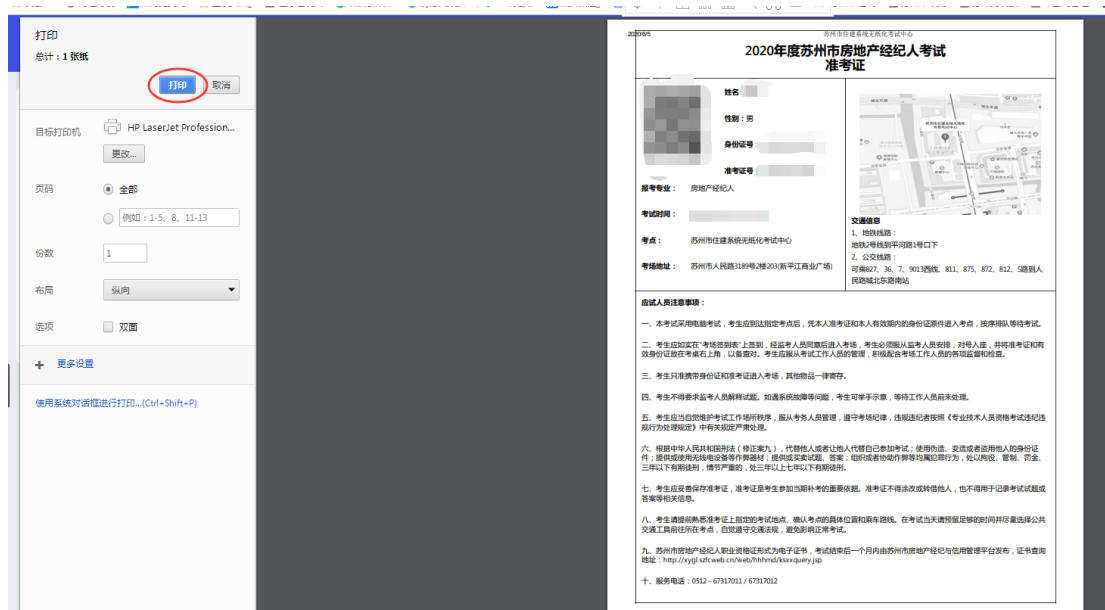 打印
总计：1 张纸
打印 取消
目标打印机 HP LaserJet Profession...
更改...
页码 全部
例如：1-5、8、11-13
份数 1
布局 纵向
选项 双面
+ 更多设置
使用系统对话框进行打印...(Ctrl+Shift+P)
2020/6/5 苏州市住建系统无纸化考试中心
2020年度苏州市房地产经纪人考试
准考证
姓名
性别：男
身份证号：
准考证号
报考专业： 房地产经纪人
考试时间：
考点： 苏州市住建系统无纸化考试中心
考场地址： 苏州市人民路3189号2楼203(新平江商业广场)
交通信息
1、地铁线路：
地铁2号线到平河路1号口下
2、公交线路：
可乘827、36、7、9013西线、811、875、872、812、5路到人
民路城北东路南站
应试人员注意事项：
一、本考试采用电脑考试，考生应到达指定考点后，凭本人准考证和本人有效期内的身份证原件进入考点，按序排队等待考试。
二、考生应如实在"考场签到表"上签到，经监考人员同意后进入考场，考生必须服从监考人员安排，对号入座，并将准考证和有
效身份证放在考桌右上角，以备查对。考生应服从考试工作人员的管理，积极配合考场工作人员的各项监督和检查。
三、考生只准携带身份证和准考证进入考场，其他物品一律寄存。
四、考生不得要求监考人员解释试题。如遇系统故障等问题，考生可举手示意，等待工作人员前来处理。
五、考生应当自觉维护考试工作场所秩序，服从考务人员管理，遵守考场纪律，违规违纪者按照《专业技术人员资格考试违纪违
规行为处理规定》中有关规定严肃处理。
六、根据中华人民共和国刑法（修正案九），代替他人或者让他人代替自己参加考试；使用伪造、变造或者盗用他人的身份证
件；提供或使用无线电设备等作弊器材；提供或买卖试题、答案；组织或者协助作弊等均属犯罪行为，处以拘役、管制、罚金、
三年以下有期徒刑，情节严重的，处三年以上七年以下有期徒刑。
七、考生应妥善保存准考证，准考证是考生参加当期补考的重要依据。准考证不得涂改或转借他人，也不得用于记录考试试题或
答案等相关信息。
八、考生请提前熟悉准考证上指定的考试地点、确认考点的具体位置和乘车路线。在考试当天请预留足够的时间并尽量选择公共
交通工具前往所在考点，自觉遵守交通法规，避免影响正常考试。
九、苏州市房地产经纪人职业资格证形式为电子证书，考试结束后一个月内由苏州市房地产经纪与信用管理平台发布，证书查询
地址：http://xygl.szfcweb.cn/web/hhhmd/ksxxquery.jsp
十、服务电话：0512 - 67317011 / 67317012